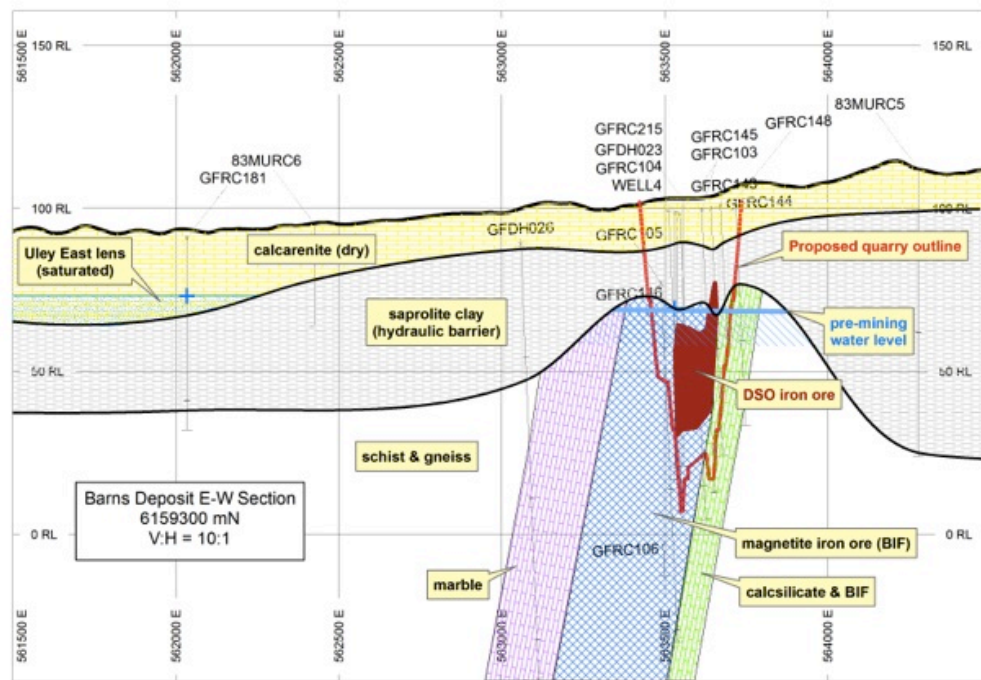 561500 E
562000 E
562500 E
563000 E
563500 E
564000 E
150 RL
150 RL
83MURC5
GFRC148
GFRC215
GFRC145
GFDH023
GFRC103
83MURC6
GFRC104
GFRC181
WELL4
GFRC143
GFRC144
100 RL
100 RL
GFDH026
GFRC105
Uley East lens
(saturated)
calcarenite (dry)
Proposed quarry outline
saprolite clay
(hydraulic barrier)
pre-mining
water level
50 RL
50 RL
DSO iron ore
schist & gneiss
Barns Deposit E-W Section
6159300 mN
V:H = 10:1
0 RL
0 RL
magnetite iron ore (BIF)
GFRC106
marble
calcsilicate & BIF
561500 E
562000 E
562500 E
563000 E
563500 E
564000 E